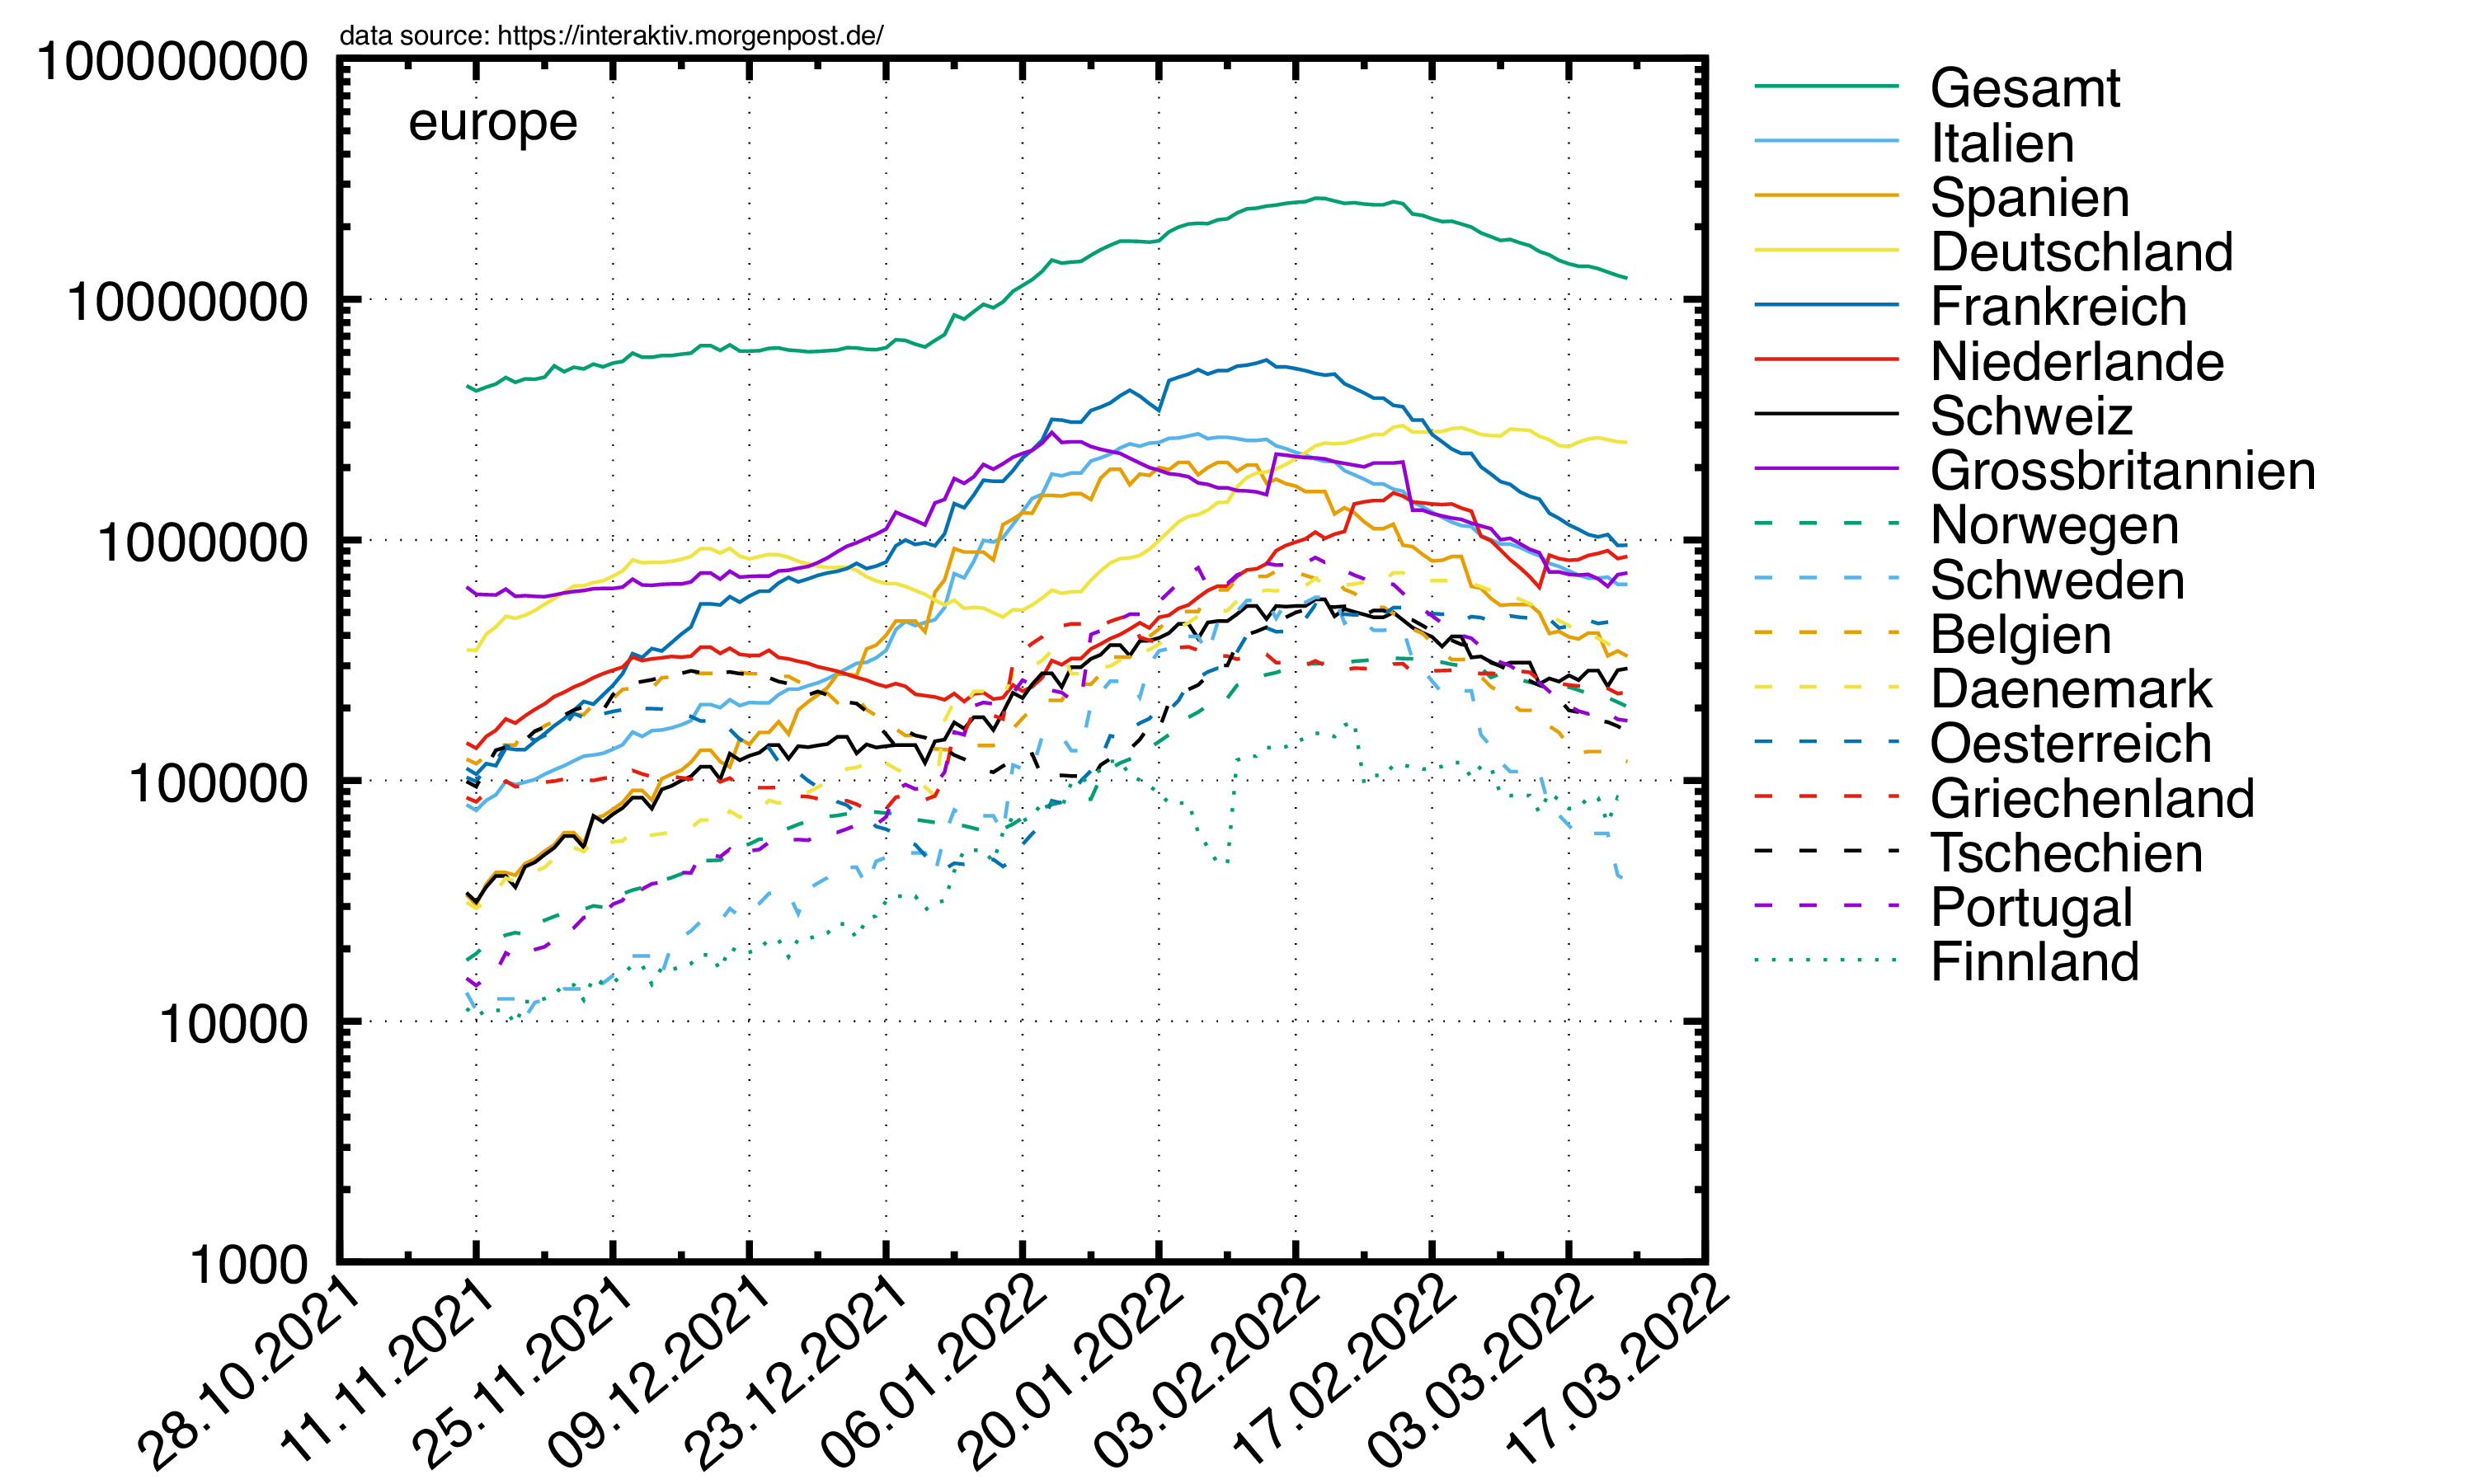 data source: https://interaktiv.morgenpost.de/
europe
100000000
10000000
1000000
100000
10000
1000
28.10.2021
11.11.2021
25.11.2021
09.12.2021
23.12.2021
06.01.2022
20.01.2022
03.02.2022
17.02.2022
03.03.2022
17.03.2022
Gesamt
Italien
Spanien
Deutschland
Frankreich
Niederlande
Schweiz
Grossbritannien
Norwegen
Schweden
Belgien
Daenemark
Oesterreich
Griechenland
Tschechien
Portugal
Finnland